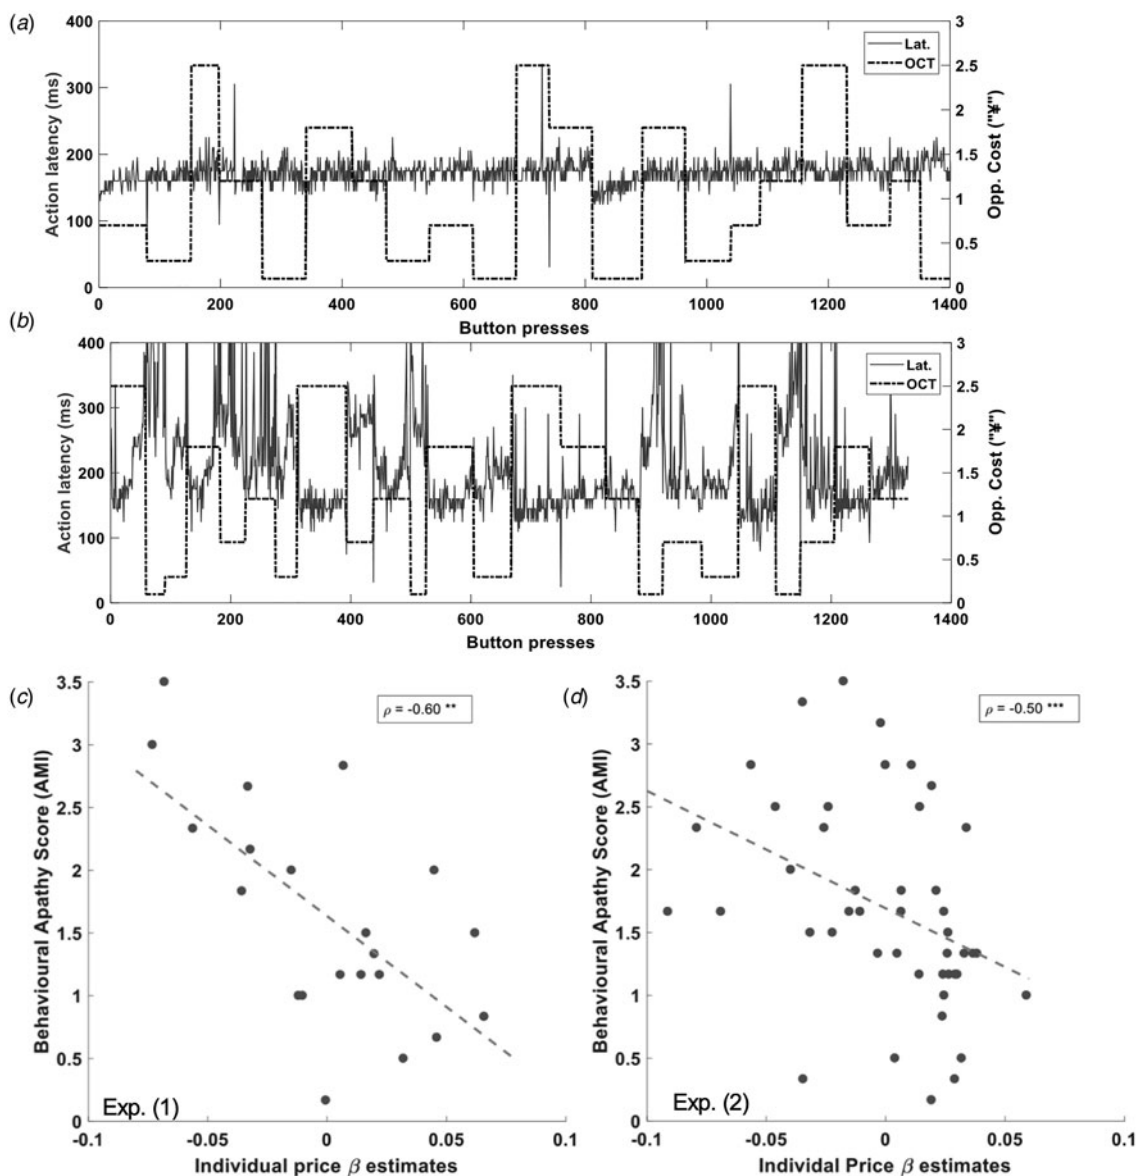 (a)
400
300
200
100
0
Action latency (ms)
0 200 400 600 800 1000 1200 1400
Button presses
3
2.5
2
1.5
1
0.5
0
Lat.
OCT
(b)
400
300
200
100
0
Action latency (ms)
0 200 400 600 800 1000 1200 1400
Button presses
3
2.5
2
1.5
1
0.5
0
Lat.
OCT
(c)
3.5
3
2.5
2
1.5
1
0.5
0
Behavioural Apathy Score (AMI)
ρ = -0.60 **
Exp. (1)
-0.1 -0.05 0 0.05 0.1
Individual price β estimates
(d)
3.5
3
2.5
2
1.5
1
0.5
0
Behavioural Apathy Score (AMI)
ρ = -0.50 ***
Exp. (2)
-0.1 -0.05 0 0.05 0.1
Individal Price β estimates
Opp. Cost
Opp. Cost